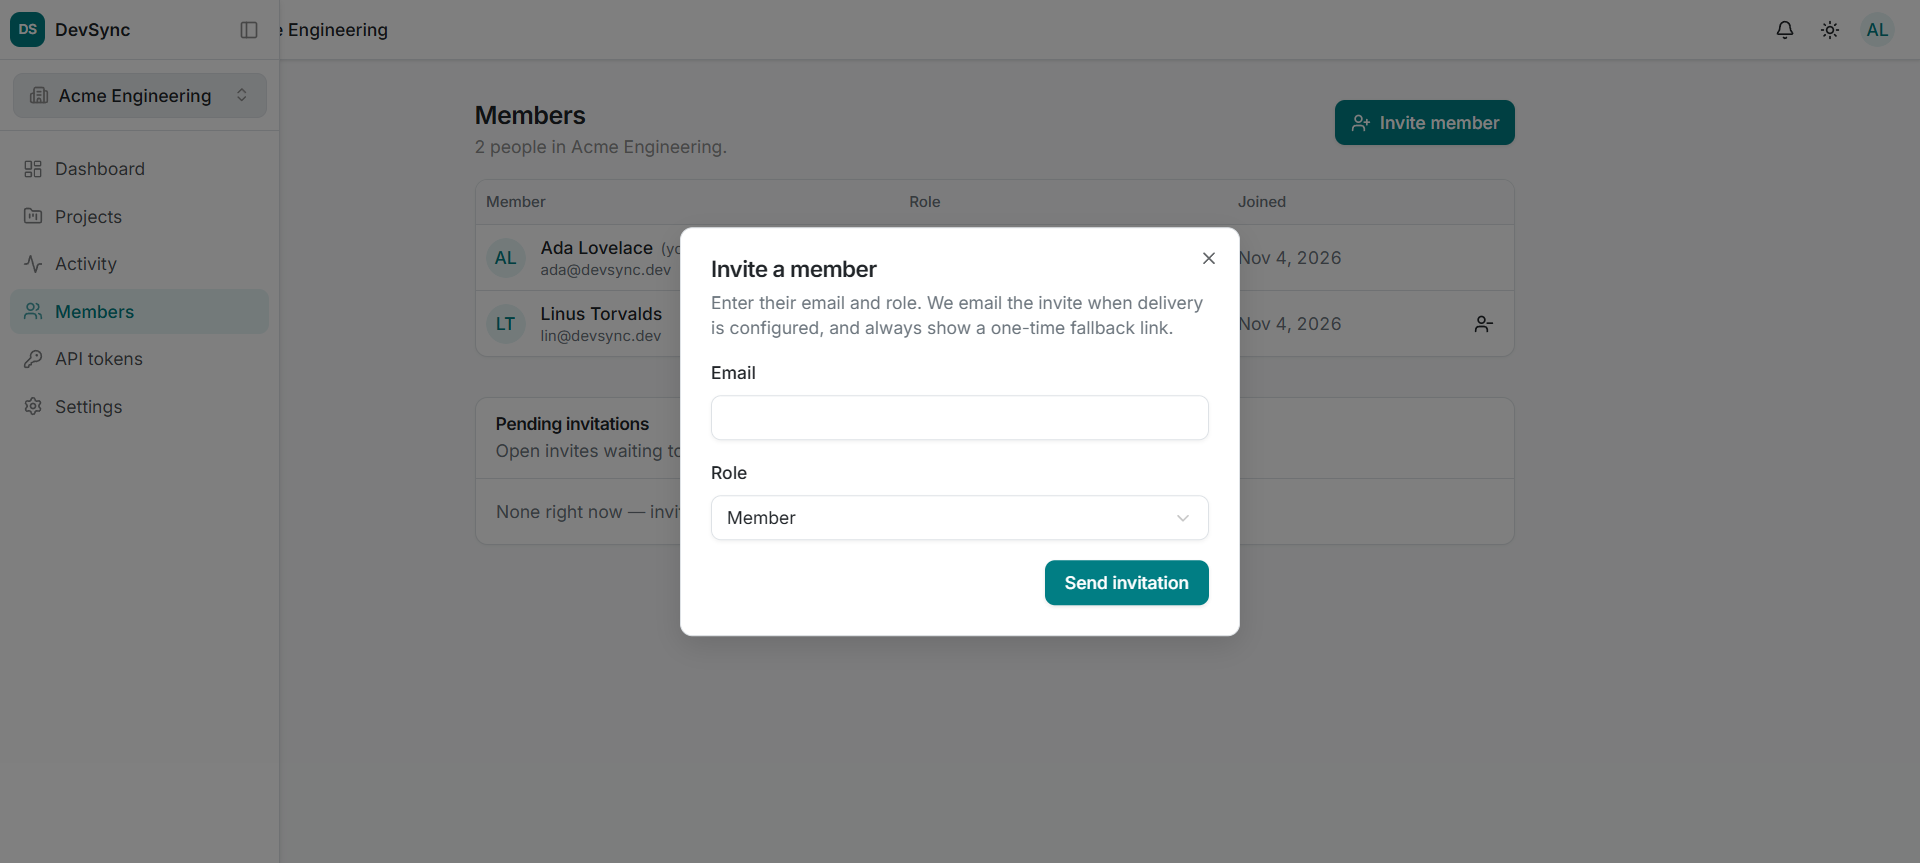 DS DevSync
Engineering
AL
Acme Engineering
Dashboard
Projects
Activity
Members
API tokens
Settings
Members
2 people in Acme Engineering.
Invite member
Member Role Joined
AL Ada Lovelace
ada@devsync.dev
Nov 4, 2026
LT Linus Torvalds
lin@devsync.dev
Nov 4, 2026
Pending invitations
Open invites waiting
None right now —
Invite a member
Enter their email and role. We email the invite when delivery
is configured, and always show a one-time fallback link.
Email
Role
Member
Send invitation